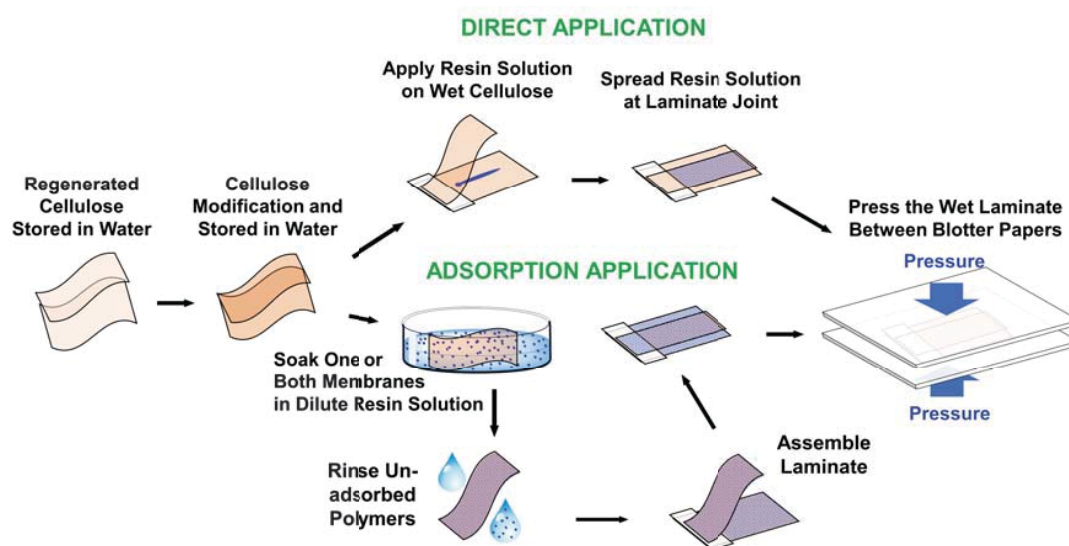 DIRECT APPLICATION
Apply Resin Solution
on Wet Cellulose
Spread Resin Solution
at Laminate Joint
Regenerated
Cellulose
Stored in Water
Cellulose
Modification and
Stored in Water
Press the Wet Laminate
Between Blotter Papers
Pressure
ADSORPTION APPLICATION
Soak One or
Both Membranes
in Dilute Resin Solution
Pressure
Rinse Un-
adsorbed
Polymers
Assemble
Laminate